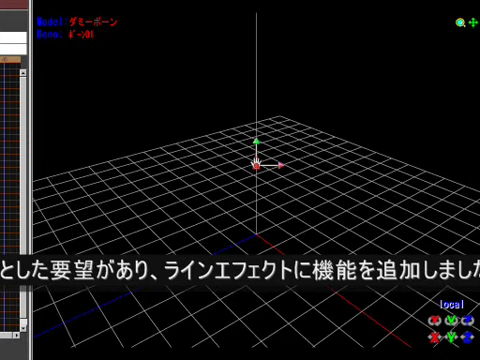 Model:ダミーボーン
Bone: ﾎﾞｰﾝ01
とした要望があり、ラインエフェクトに機能を追加しました
local
X Y Z
X Y Z